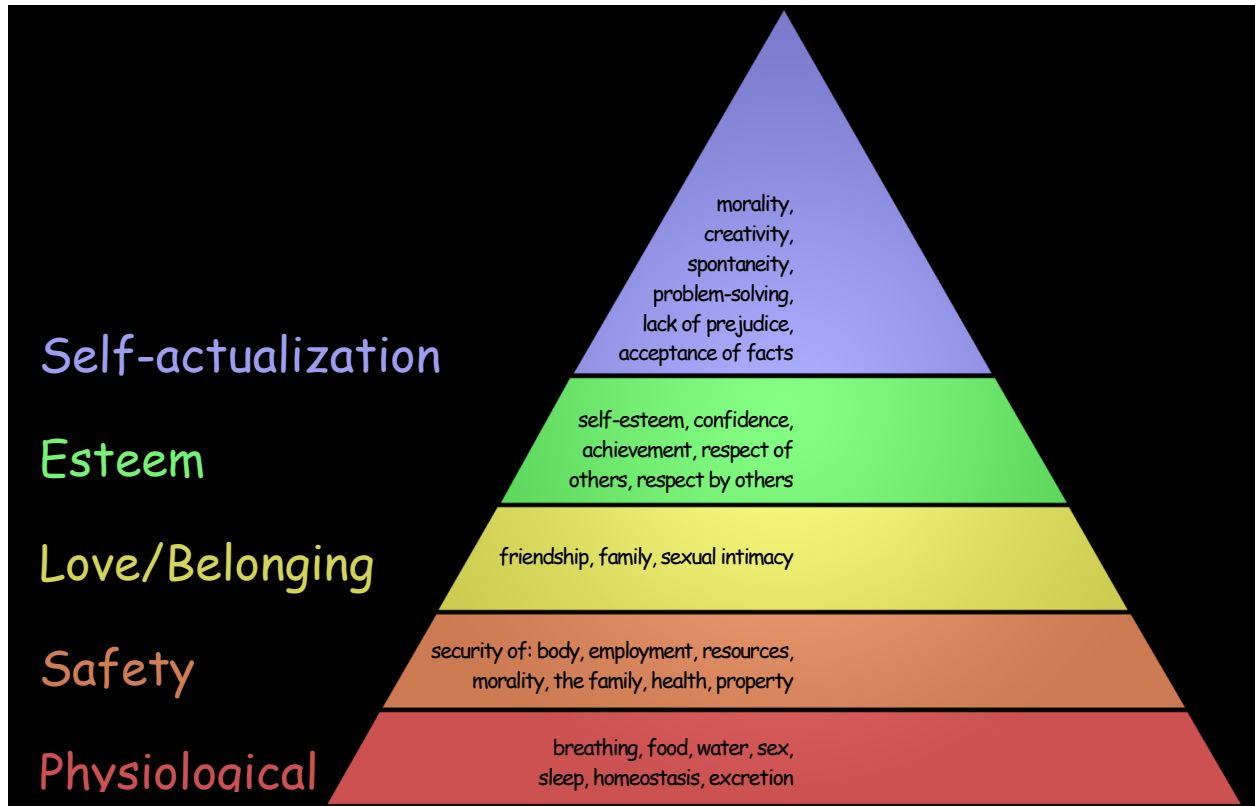 morality,
creativity,
spontaneity,
problem-solving,
lack of prejudice,
acceptance of facts
Self-actualization
self-esteem, confidence,
achievement, respect of
others, respect by others
Esteem
friendship, family, sexual intimacy
Love/Belonging
security of: body, employment, resources,
morality, the family, health, property
Safety
breathing, food, water, sex,
sleep, homeostasis, excretion
Physiological